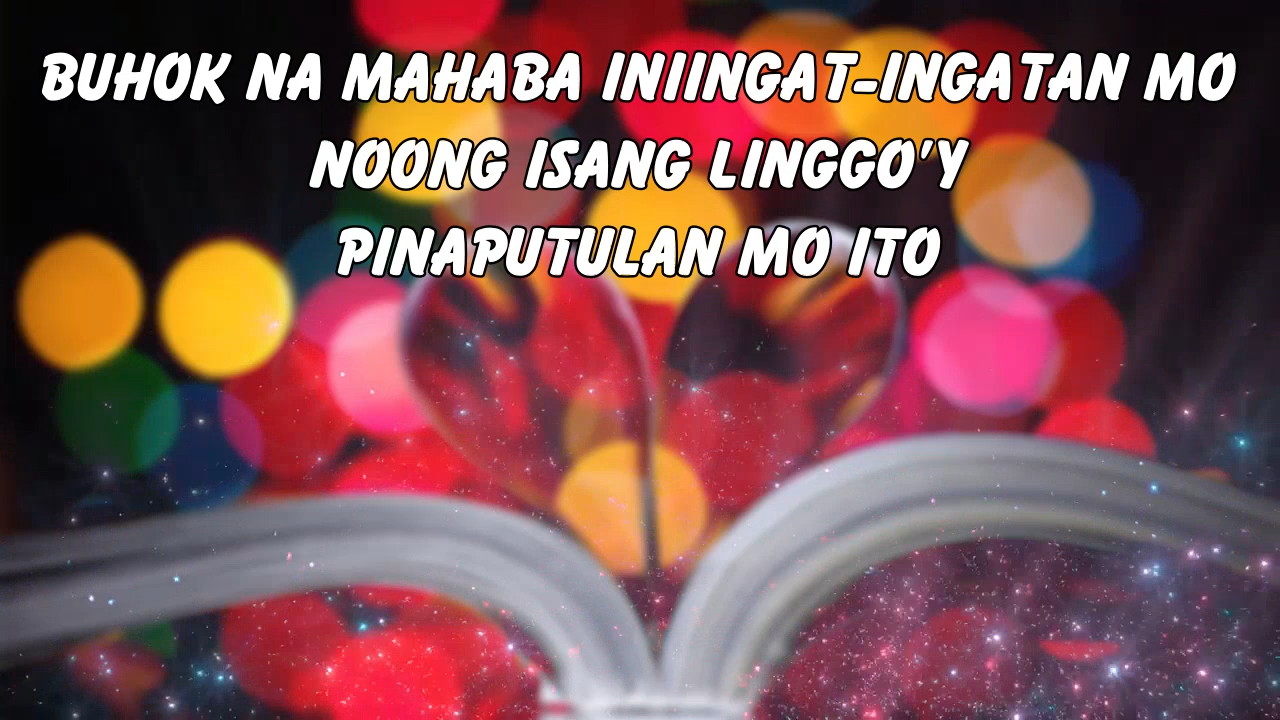 BUHOK NA MAHABA INIINGAT-INGATAN MO
NOONG ISANG LINGGO'Y
PINAPUTULAN MO ITO